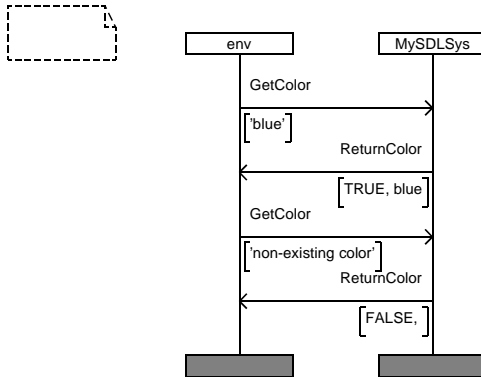 env
MySDLSys
GetColor
['blue']
ReturnColor
[TRUE, blue]
GetColor
['non-existing color']
ReturnColor
[FALSE, ]